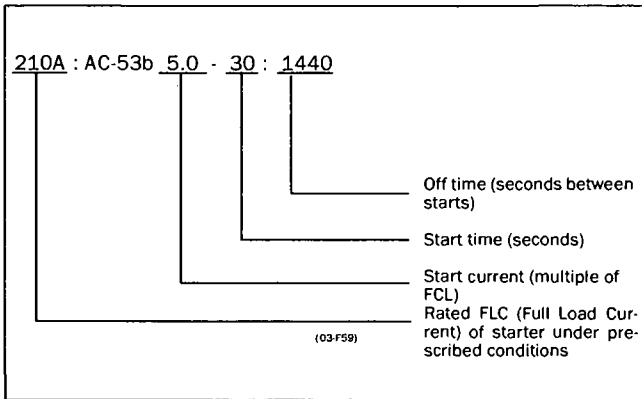 210A : AC-53b 5.0 - 30 : 1440
Off time (seconds between
starts)
Start time (seconds)
Start current (multiple of
FCL)
Rated FLC (Full Load Cur-
rent) of starter under pre-
scribed conditions
(03-F59)